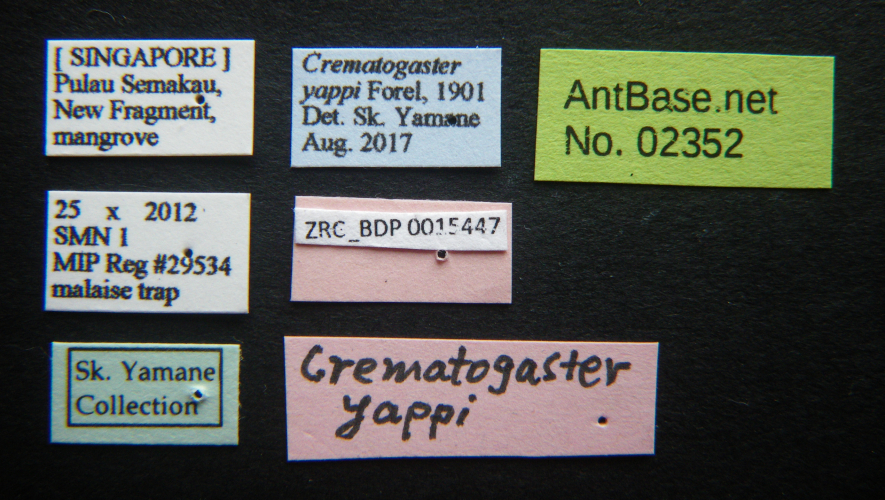 [ SINGAPORE ]
Pulau Semakau,
New Fragment,
mangrove
25 x 2012
SMN 1
MIP Reg #29534
malaise trap
Sk. Yamane
Collection
Crematogaster
yappi Forel, 1901
Det. Sk. Yamane
Aug. 2017
ZRC_BDP 0015447
Crematogaster
yappi
AntBase.net
No. 02352